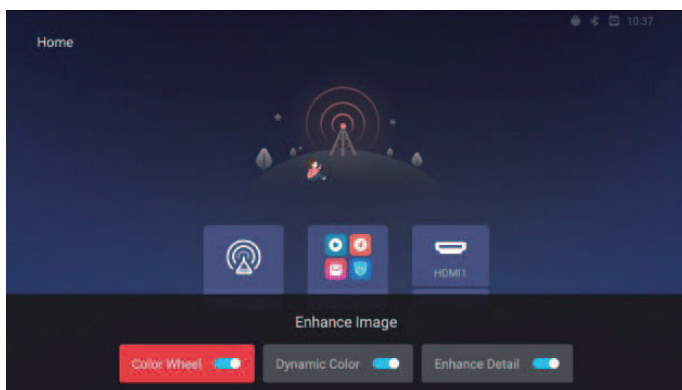 10:37
Home
HDMI1
Enhance Image
Color Wheel
Dynamic Color
Enhance Detail